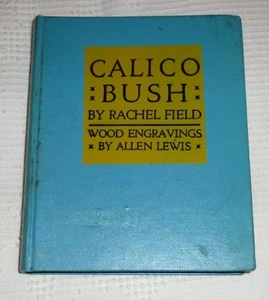 CALICO
BUSH
BY RACHEL FIELD
WOOD ENGRAVINGS
BY ALLEN LEWIS